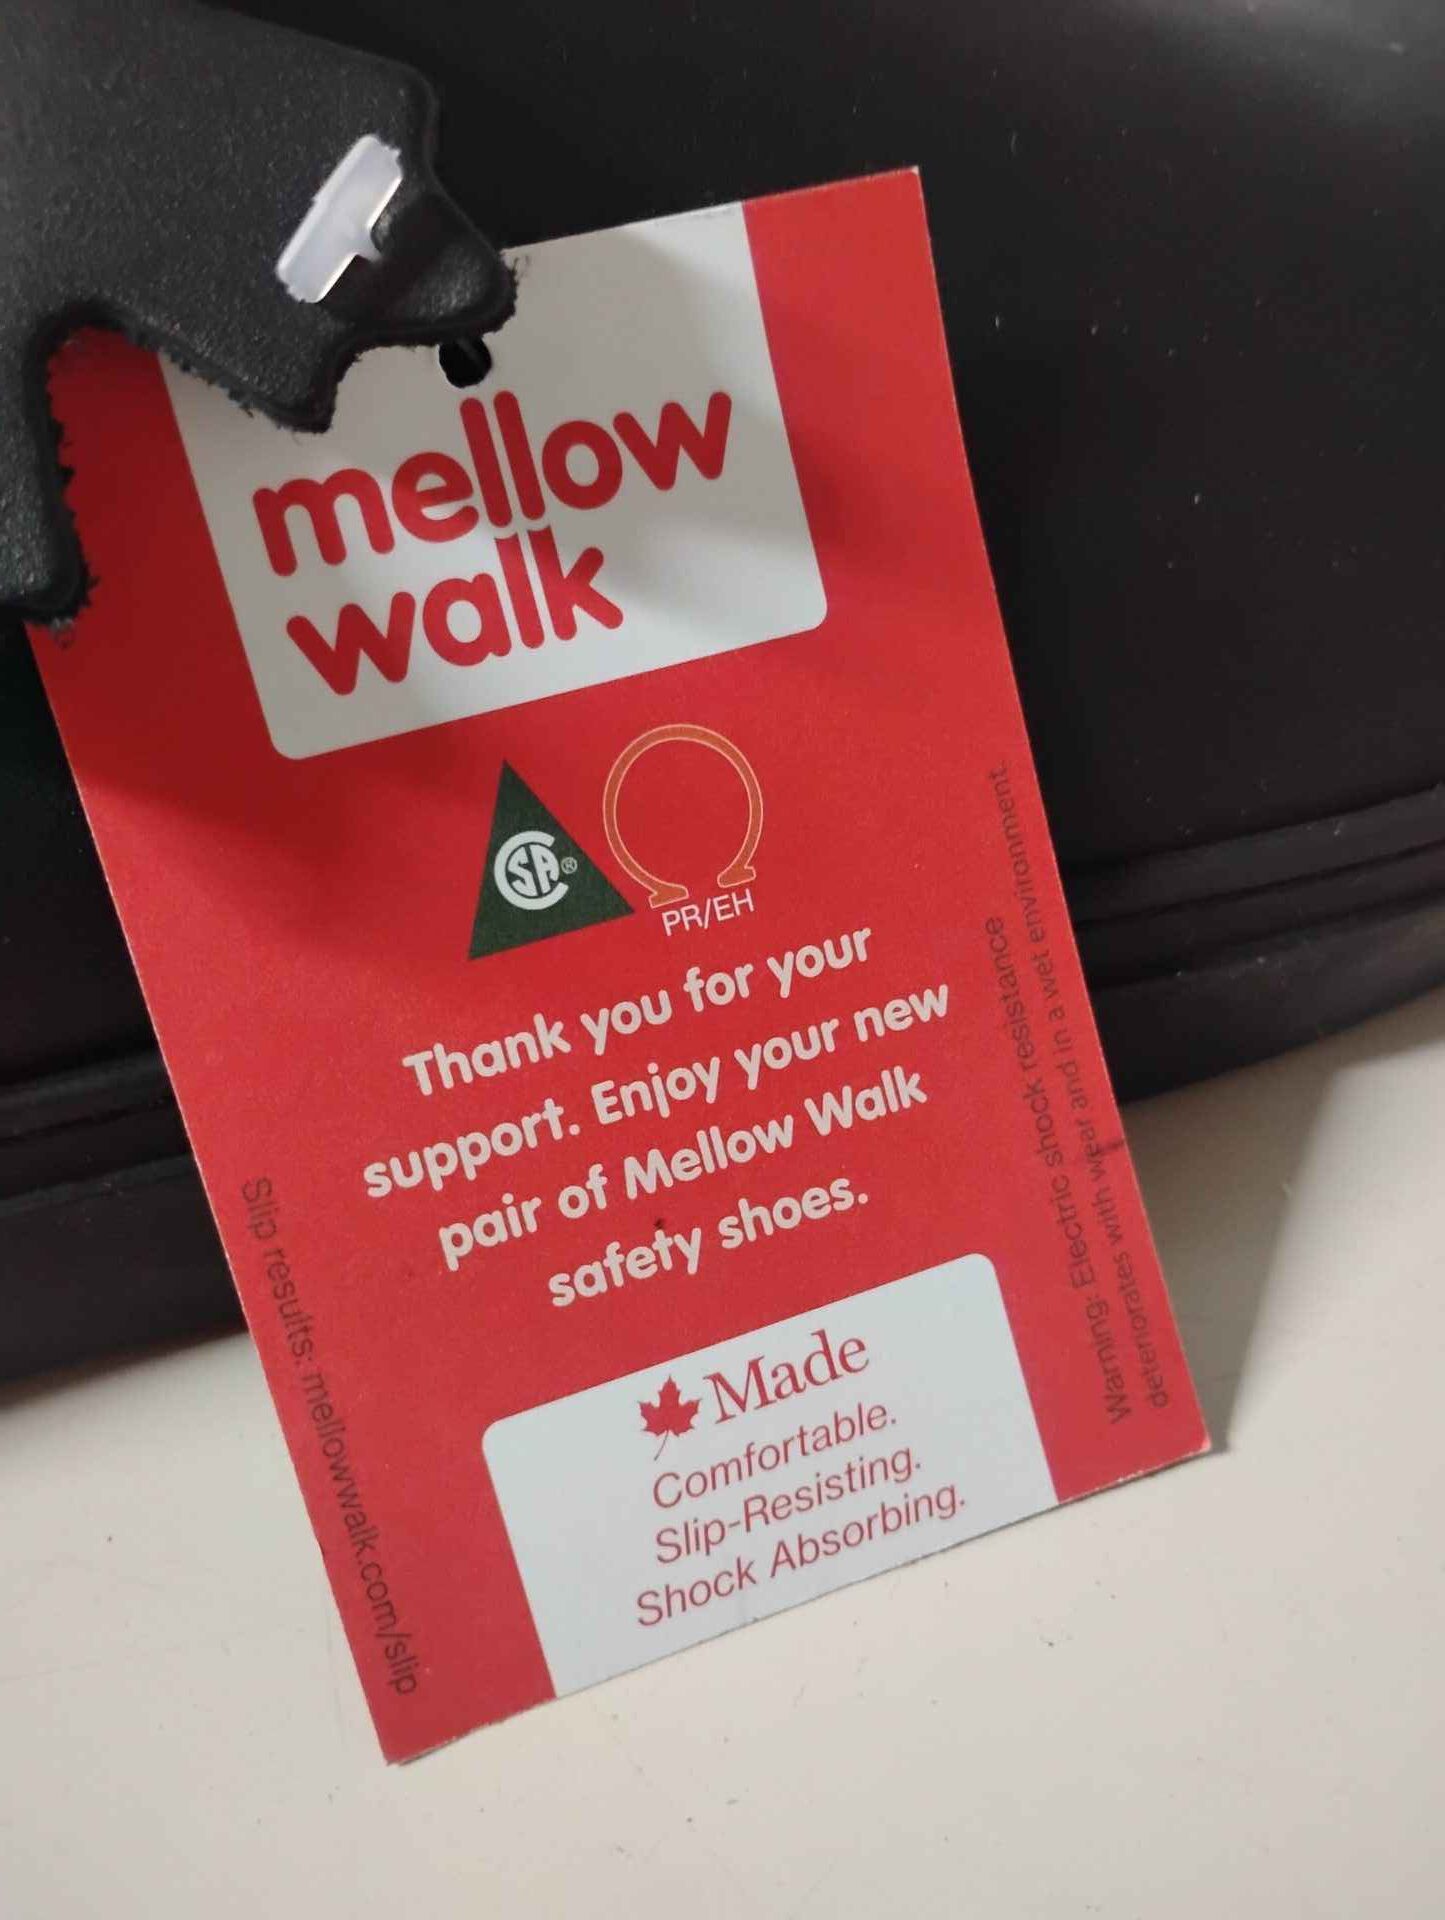 mellow
walk
CSA®
PR/EH
Thank you for your
support. Enjoy your new
pair of Mellow Walk
safety shoes.
Made
Comfortable.
Slip-Resisting.
Shock Absorbing.
Slip results: mellowwalk.com/slip
Warning: Electric shock resistance
deteriorates with wear and in a wet environment.